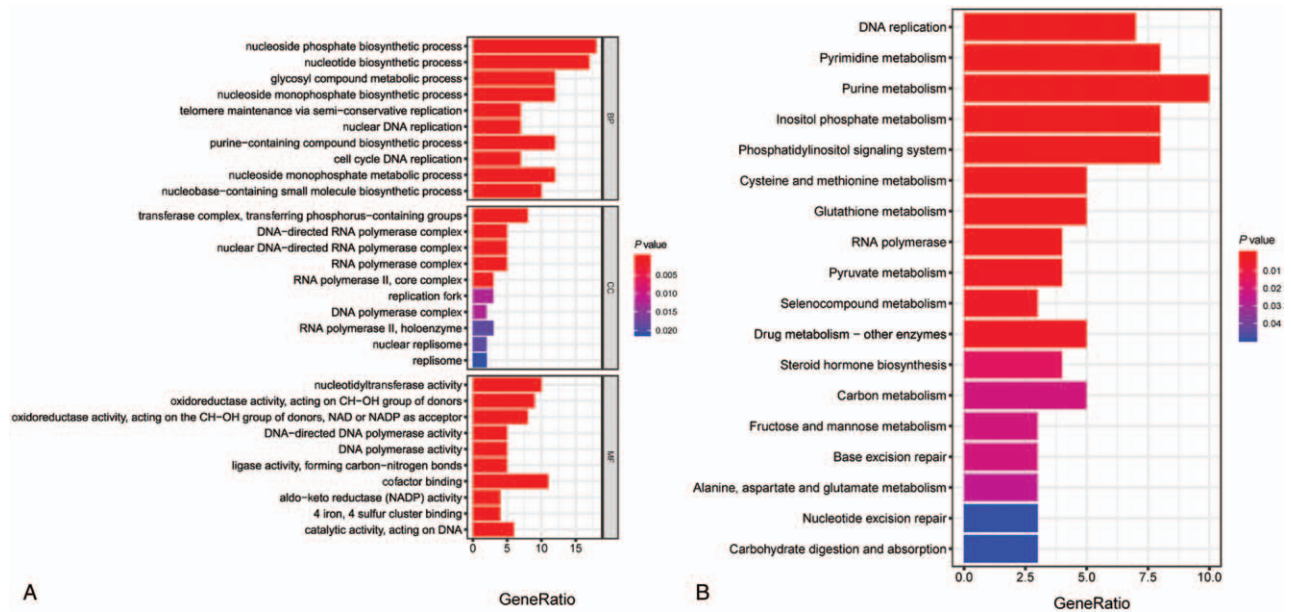 nucleoside phosphate biosynthetic process
nucleotide biosynthetic process
glycosyl compound metabolic process
nucleoside monophosphate biosynthetic process
telomere maintenance via semi−conservative replication
nuclear DNA replication
purine−containing compound biosynthetic process
cell cycle DNA replication
nucleoside monophosphate metabolic process
nucleobase−containing small molecule biosynthetic process
BP
transferase complex, transferring phosphorus−containing groups
DNA−directed RNA polymerase complex
nuclear DNA−directed RNA polymerase complex
RNA polymerase complex
RNA polymerase II, core complex
replication fork
DNA polymerase complex
RNA polymerase II, holoenzyme
nuclear replisome
replisome
CC
nucleotidyltransferase activity
oxidoreductase activity, acting on CH−OH group of donors
oxidoreductase activity, acting on the CH−OH group of donors, NAD or NADP as acceptor
DNA−directed DNA polymerase activity
DNA polymerase activity
ligase activity, forming carbon−nitrogen bonds
cofactor binding
aldo−keto reductase (NADP) activity
4 iron, 4 sulfur cluster binding
catalytic activity, acting on DNA
MF
0 5 10 15
GeneRatio
P value
0.005
0.010
0.015
0.020
A
DNA replication
Pyrimidine metabolism
Purine metabolism
Inositol phosphate metabolism
Phosphatidylinositol signaling system
Cysteine and methionine metabolism
Glutathione metabolism
RNA polymerase
Pyruvate metabolism
Selenocompound metabolism
Drug metabolism − other enzymes
Steroid hormone biosynthesis
Carbon metabolism
Fructose and mannose metabolism
Base excision repair
Alanine, aspartate and glutamate metabolism
Nucleotide excision repair
Carbohydrate digestion and absorption
0.0 2.5 5.0 7.5 10.0
GeneRatio
P value
0.01
0.02
0.03
0.04
B